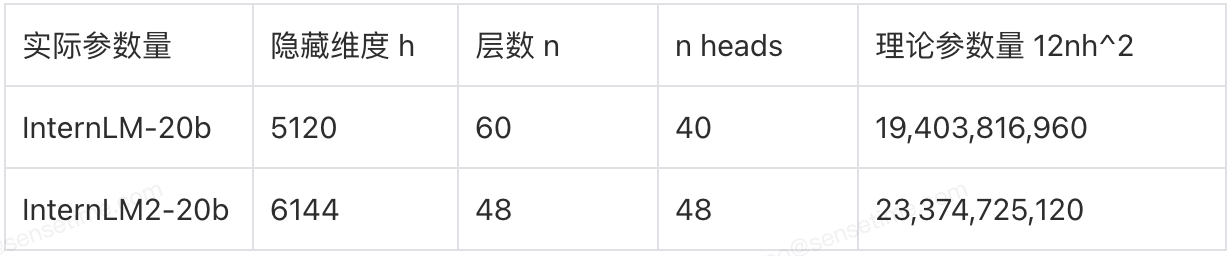 实际参数量 隐藏维度 h 层数 n n heads 理论参数量 12nh^2
InternLM-20b 5120 60 40 19,403,816,960
InternLM2-20b 6144 48 48 23,374,725,120